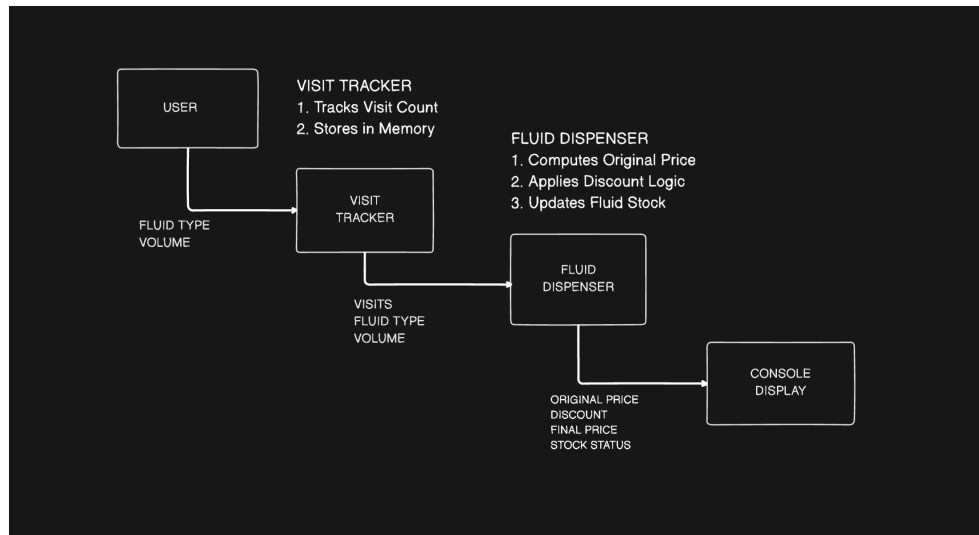 USER
VISIT TRACKER
1. Tracks Visit Count
2. Stores in Memory
FLUID DISPENSER
1. Computes Original Price
2. Applies Discount Logic
3. Updates Fluid Stock
VISIT
TRACKER
FLUID TYPE
VOLUME
FLUID
DISPENSER
VISITS
FLUID TYPE
VOLUME
CONSOLE
DISPLAY
ORIGINAL PRICE
DISCOUNT
FINAL PRICE
STOCK STATUS